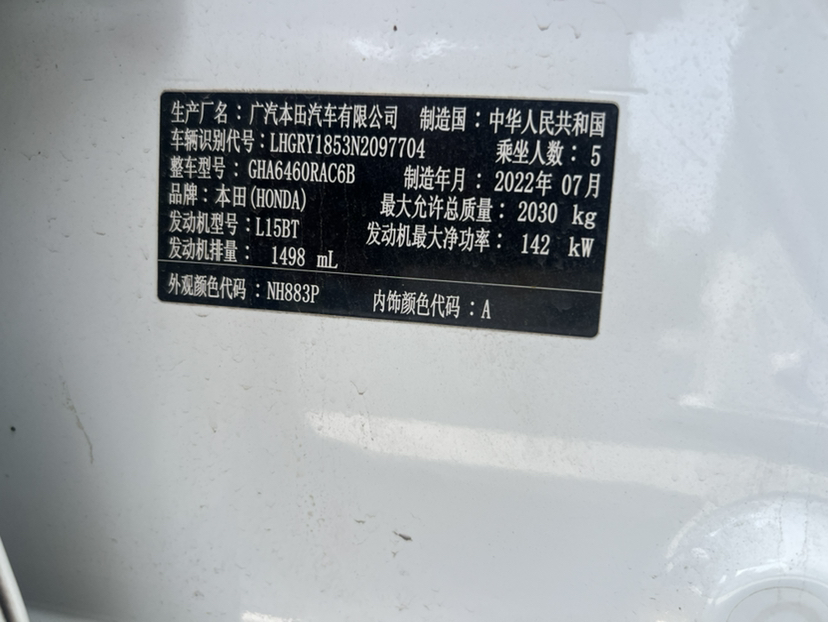 生产厂名：广汽本田汽车有限公司 制造国：中华人民共和国
车辆识别代号：LHGRY1853N2097704 乘坐人数：5
整车型号：GHA6460RAC6B 制造年月：2022年 07月
品牌：本田(HONDA) 最大允许总质量：2030 kg
发动机型号：L15BT 发动机最大净功率：142 kW
发动机排量：1498 mL
外观颜色代码：NH883P 内饰颜色代码：A